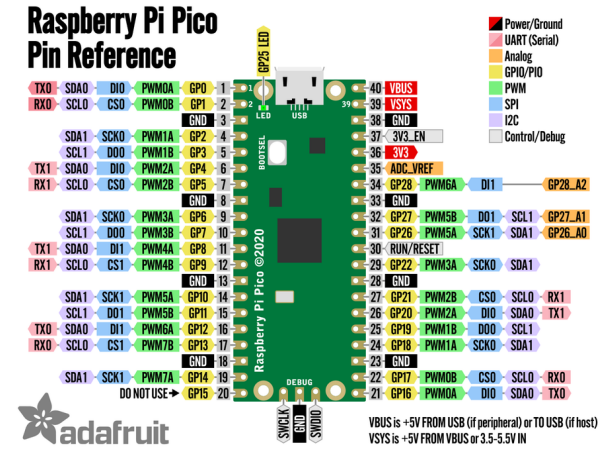 Raspberry Pi Pico
Pin Reference
GP25 LED
Power/Ground
UART (Serial)
Analog
GPIO/PIO
PWM
SPI
I2C
Control/Debug
TX0 SDA0 DI0 PWM0A GP0 1
RX0 SCL0 CS0 PWM0B GP1 2
GND 3
SDA1 SCK0 PWM1A GP2 4
SCL1 DO0 PWM1B GP3 5
TX1 SDA0 DI0 PWM2A GP4 6
RX1 SCL0 CS0 PWM2B GP5 7
GND 8
SDA1 SCK0 PWM3A GP6 9
SCL1 DO0 PWM3B GP7 10
TX1 SDA0 DI1 PWM4A GP8 11
RX1 SCL0 CS1 PWM4B GP9 12
GND 13
SDA1 SCK1 PWM5A GP10 14
SCL1 DO1 PWM5B GP11 15
TX0 SDA0 DI1 PWM6A GP12 16
RX0 SCL0 CS1 PWM7B GP13 17
GND 18
SDA1 SCK1 PWM7A GP14 19
DO NOT USE GP15 20
1
2
LED
USB
39
BOOTSEL
Raspberry Pi Pico ©2020
DEBUG
SWCLK
GND
SWDIO
40 VBUS
39 VSYS
38 GND
37 3V3_EN
36 3V3
35 ADC_VREF
34 GP28 PWM6A DI1 GP28_A2
33 GND
32 GP27 PWM5B DO1 SCL1 GP27_A1
31 GP26 PWM5A SCK1 SDA1 GP26_A0
30 RUN/RESET
29 GP22 PWM3A SCK0 SDA1
28 GND
27 GP21 PWM2B CS0 SCL0 RX1
26 GP20 PWM2A DI0 SDA0 TX1
25 GP19 PWM1B DO0 SCL1
24 GP18 PWM1A SCK0 SDA1
23 GND
22 GP17 PWM0B CS0 SCL0 RX0
21 GP16 PWM0A DI0 SDA0 TX0
adafruit
VBUS is +5V FROM USB (if peripheral) or TO USB (if host)
VSYS is +5V FROM VBUS or 3.5-5.5V IN